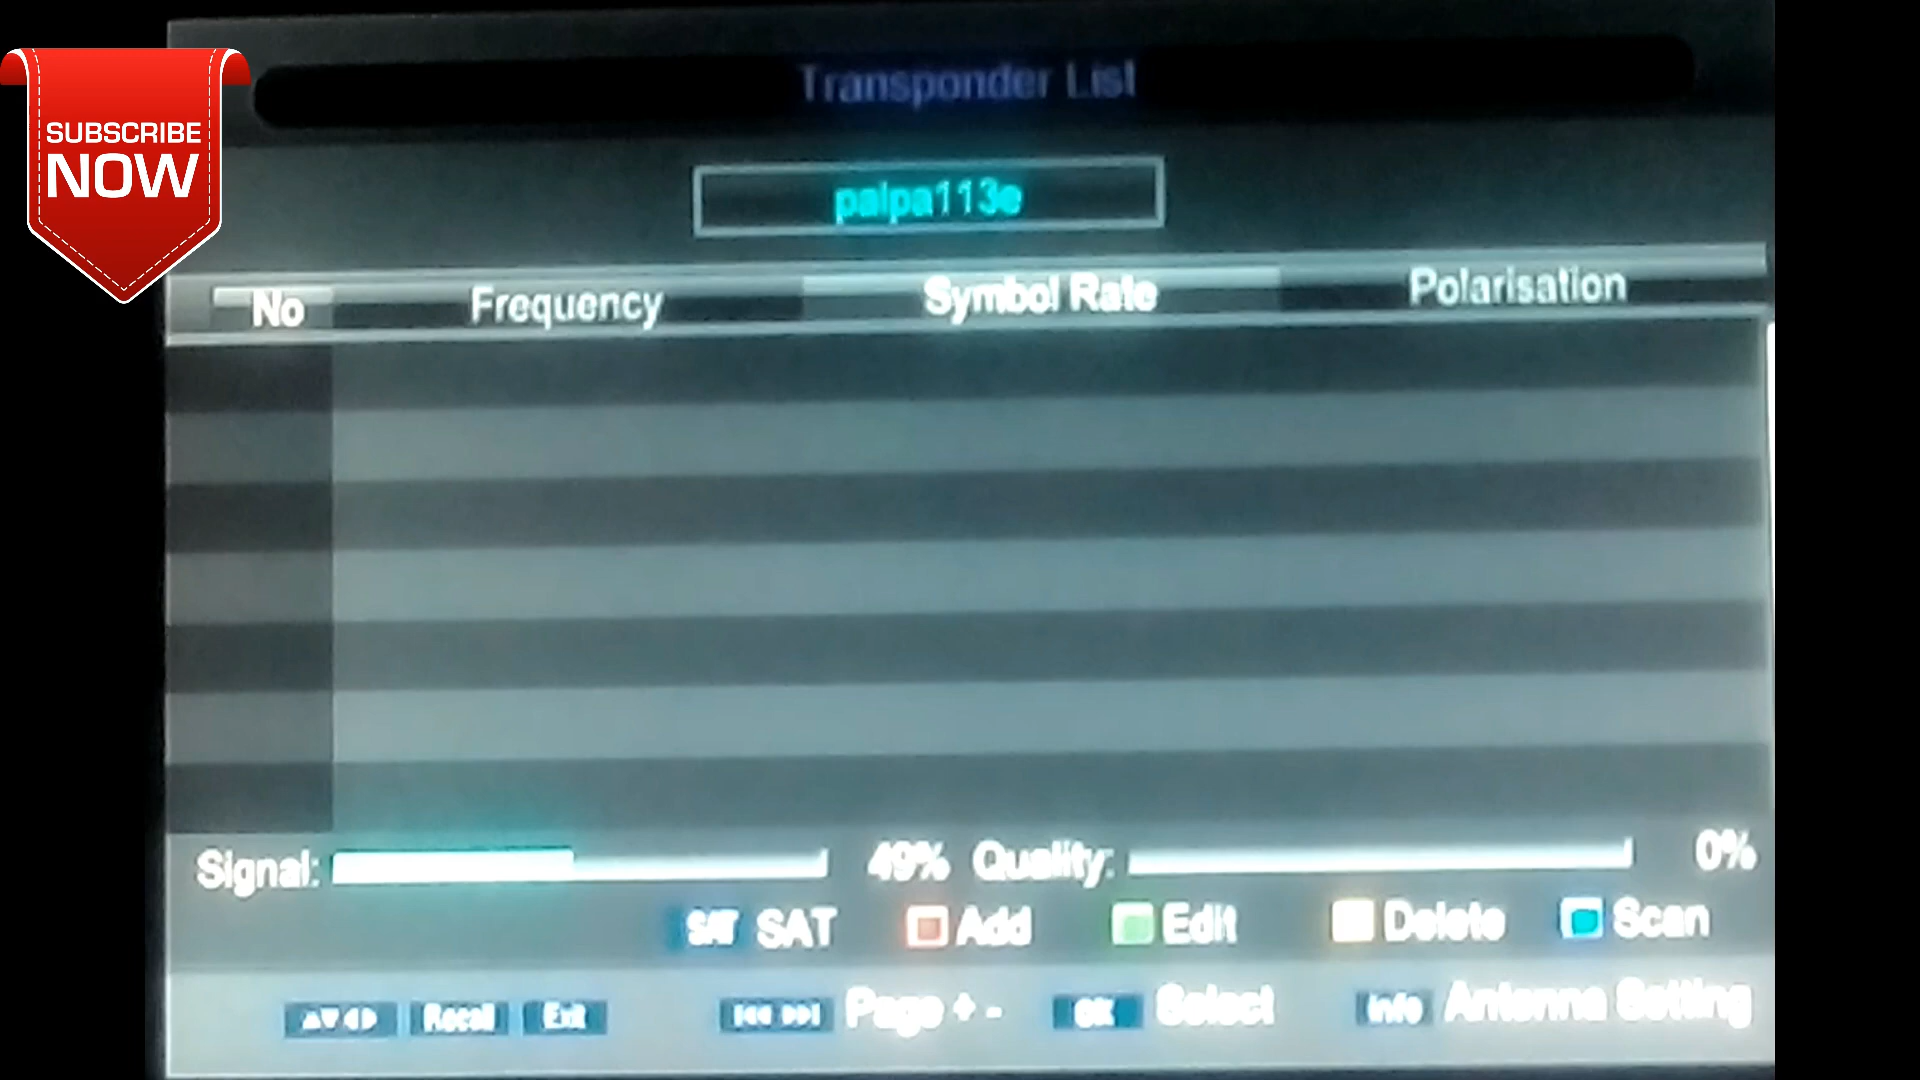 Transponder List
SUBSCRIBE
NOW
palpa113e
No Frequency Symbol Rate Polarisation
Signal: 49% Quality: 0%
SAT SAT Add Edit Delete Scan
Recall Exit Page + - OK Select Info Antenna Setting